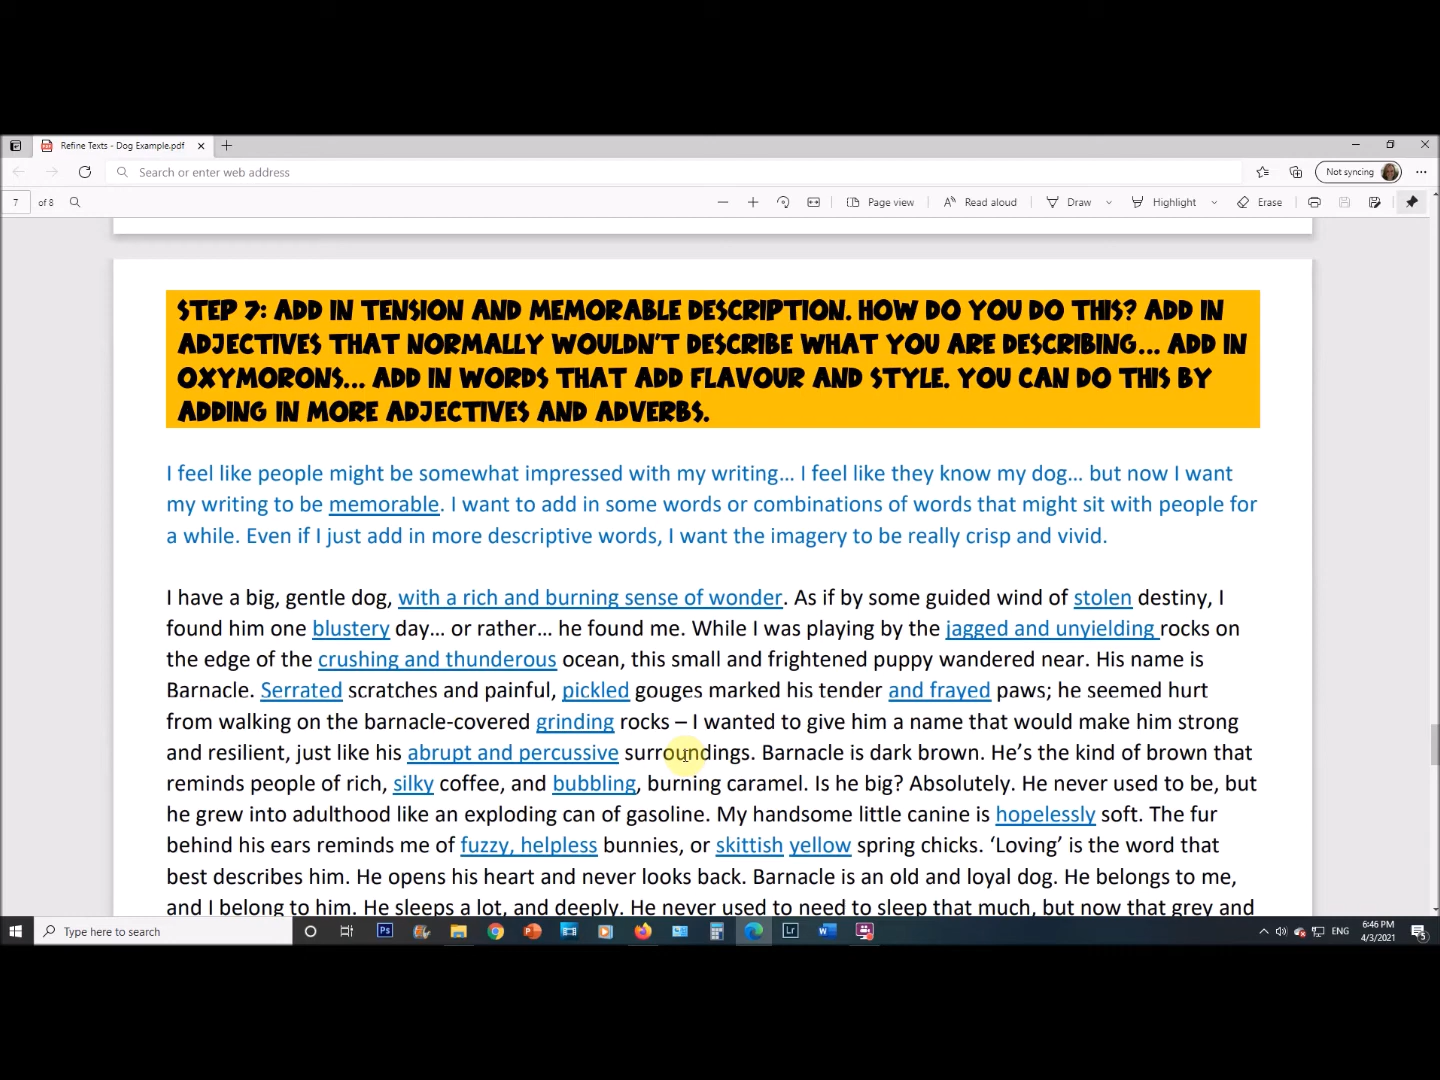 Refine Texts - Dog Example.pdf
Search or enter web address
Not syncing
7 of 8
Page view
Read aloud
Draw
Highlight
Erase
STEP 7: ADD IN TENSION AND MEMORABLE DESCRIPTION. HOW DO YOU DO THIS? ADD IN
ADJECTIVES THAT NORMALLY WOULDN'T DESCRIBE WHAT YOU ARE DESCRIBING... ADD IN
OXYMORONS... ADD IN WORDS THAT ADD FLAVOUR AND STYLE. YOU CAN DO THIS BY
ADDING IN MORE ADJECTIVES AND ADVERBS.
I feel like people might be somewhat impressed with my writing... I feel like they know my dog... but now I want
my writing to be memorable. I want to add in some words or combinations of words that might sit with people for
a while. Even if I just add in more descriptive words, I want the imagery to be really crisp and vivid.
I have a big, gentle dog, with a rich and burning sense of wonder. As if by some guided wind of stolen destiny, I
found him one blustery day... or rather... he found me. While I was playing by the jagged and unyielding rocks on
the edge of the crushing and thunderous ocean, this small and frightened puppy wandered near. His name is
Barnacle. Serrated scratches and painful, pickled gouges marked his tender and frayed paws; he seemed hurt
from walking on the barnacle-covered grinding rocks – I wanted to give him a name that would make him strong
and resilient, just like his abrupt and percussive surroundings. Barnacle is dark brown. He's the kind of brown that
reminds people of rich, silky coffee, and bubbling, burning caramel. Is he big? Absolutely. He never used to be, but
he grew into adulthood like an exploding can of gasoline. My handsome little canine is hopelessly soft. The fur
behind his ears reminds me of fuzzy, helpless bunnies, or skittish yellow spring chicks. 'Loving' is the word that
best describes him. He opens his heart and never looks back. Barnacle is an old and loyal dog. He belongs to me,
and I belong to him. He sleeps a lot, and deeply. He never used to need to sleep that much, but now that grey and
Type here to search
Ps
Lr
ENG
6:46 PM
4/3/2021
5